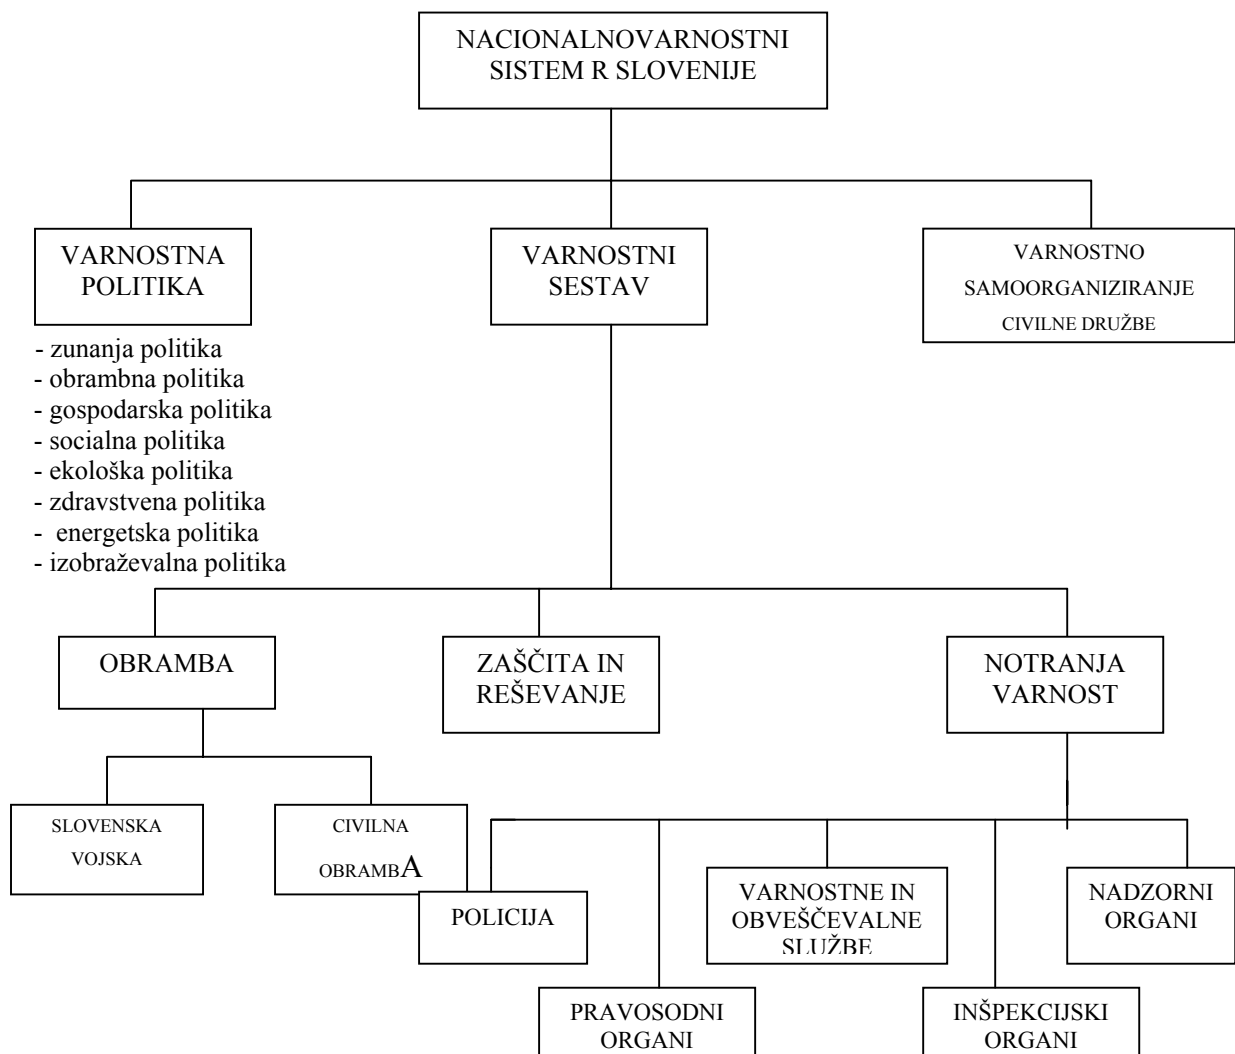 NACIONALNOVARNOSTNI
SISTEM R SLOVENIJE
VARNOSTNA
POLITIKA
VARNOSTNI
SESTAV
VARNOSTNO
SAMOORGANIZIRANJE
CIVILNE DRUŽBE
- zunanja politika
- obrambna politika
- gospodarska politika
- socialna politika
- ekološka politika
- zdravstvena politika
-  energetska politika
- izobraževalna politika
OBRAMBA
ZAŠČITA IN
REŠEVANJE
NOTRANJA
VARNOST
SLOVENSKA
VOJSKA
CIVILNA
OBRAMBA
POLICIJA
VARNOSTNE IN
OBVEŠČEVALNE
SLUŽBE
NADZORNI
ORGANI
PRAVOSODNI
ORGANI
INŠPEKCIJSKI
ORGANI